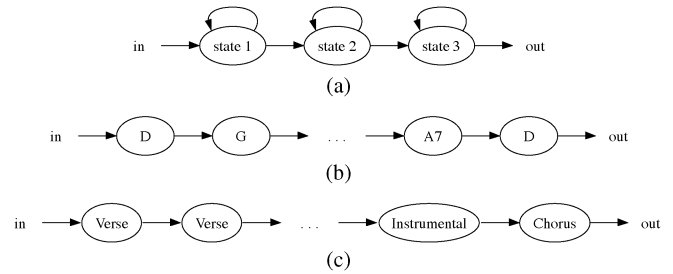 in state 1 state 2 state 3 out
(a)
in D G . . . A7 D out
(b)
in Verse Verse . . . Instrumental Chorus out
(c)